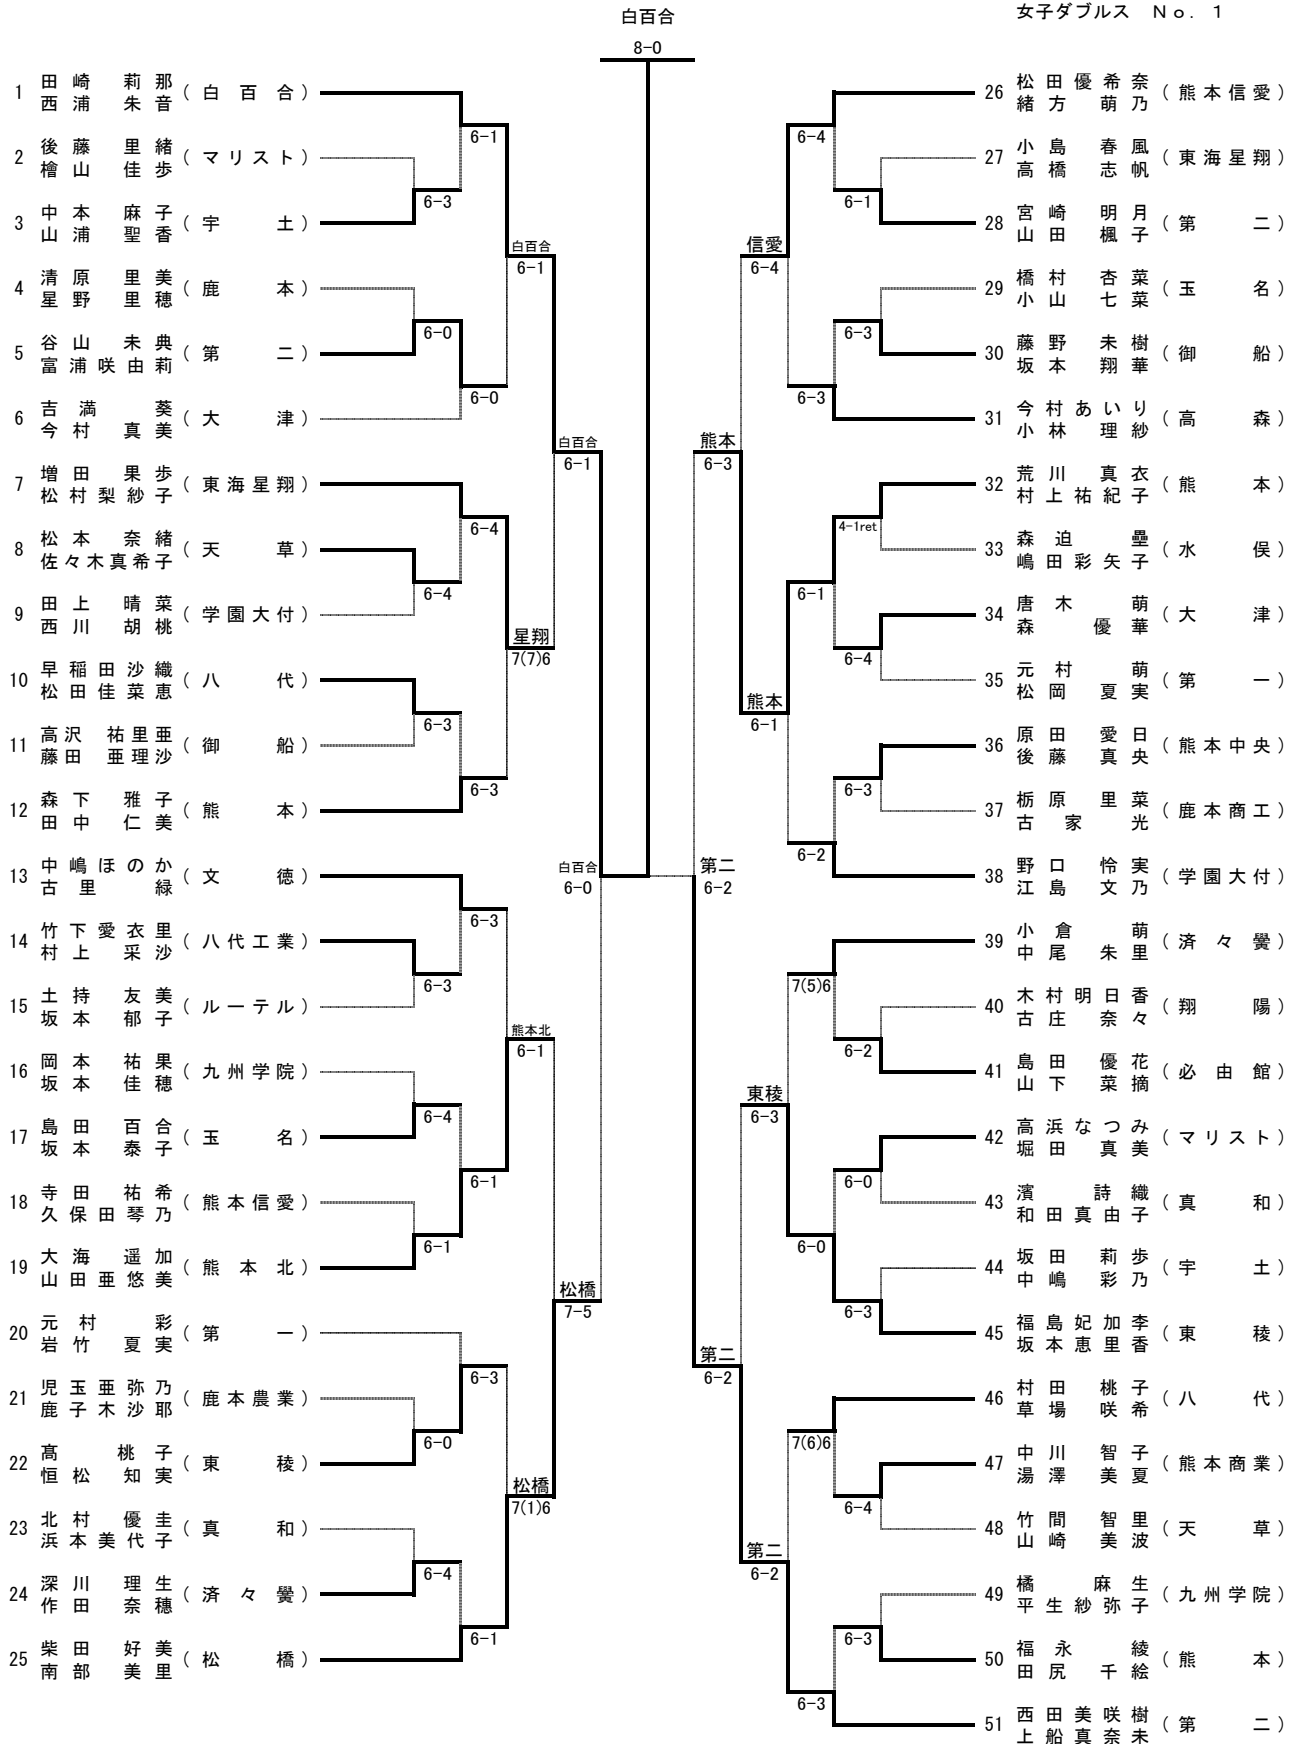 女子ダブルス　Ｎｏ．１
白百合
8-0
1 田崎莉那 西浦朱音 （白百合）
2 後藤里緒 檜山佳歩 （マリスト）
3 中本麻子 山浦聖香 （宇土）
4 清原里美 星野里穂 （鹿本）
5 谷山未典 富浦咲由莉 （第二）
6 吉満葵 今村真美 （大津）
7 増田果歩 松村梨紗子 （東海星翔）
8 松本奈緒 佐々木真希子 （天草）
9 田上晴菜 西川胡桃 （学園大付）
10 早稲田沙織 松田佳菜恵 （八代）
11 高沢祐里亜 藤田亜理沙 （御船）
12 森下雅子 田中仁美 （熊本）
13 中嶋ほのか 古里緑 （文徳）
14 竹下愛衣里 村上采沙 （八代工業）
15 土持友美 坂本郁子 （ルーテル）
16 岡本祐果 坂本佳穂 （九州学院）
17 島田百合 坂本泰子 （玉名）
18 寺田祐希 久保田琴乃 （熊本信愛）
19 大海遥加 山田亜悠美 （熊本北）
20 元村彩 岩竹夏実 （第一）
21 児玉亜弥乃 鹿子木沙耶 （鹿本農業）
22 髙桃子 恒松知実 （東稜）
23 北村優圭 浜本美代子 （真和）
24 深川理生 作田奈穂 （済々黌）
25 柴田好美 南部美里 （松橋）
6-3
6-0
6-4
6-3
6-3
6-4
6-1
6-0
6-4
6-1
6-0
6-4
6-3
6-3
6-1
6-3
6-1
白百合
6-1
星翔
7(7)6
熊本北
6-1
松橋
7(1)6
白百合
6-1
松橋
7-5
白百合
6-0
26 松田優希奈 緒方萌乃 （熊本信愛）
27 小島春風 高橋志帆 （東海星翔）
28 宮崎明月 山田楓子 （第二）
29 橋村杏菜 小山七菜 （玉名）
30 藤野未樹 坂本翔華 （御船）
31 今村あいり 小林理紗 （高森）
32 荒川真衣 村上祐紀子 （熊本）
33 森迫壘 嶋田彩矢子 （水俣）
34 唐木萌 森優華 （大津）
35 元村萌 松岡夏実 （第一）
36 原田愛日 後藤真央 （熊本中央）
37 栃原里菜 古家光 （鹿本商工）
38 野口怜実 江島文乃 （学園大付）
39 小倉萌 中尾朱里 （済々黌）
40 木村明日香 古庄奈々 （翔陽）
41 島田優花 山下菜摘 （必由館）
42 高浜なつみ 堀田真美 （マリスト）
43 濱詩織 和田真由子 （真和）
44 坂田莉歩 中嶋彩乃 （宇土）
45 福島妃加李 坂本恵里香 （東稜）
46 村田桃子 草場咲希 （八代）
47 中川智子 湯澤美夏 （熊本商業）
48 竹間智里 山崎美波 （天草）
49 橘麻生 平生紗弥子 （九州学院）
50 福永綾 田尻千絵 （熊本）
51 西田美咲樹 上船真奈未 （第二）
6-1
6-3
4-1ret
6-4
6-3
6-2
6-0
6-3
6-4
6-3
6-4
6-3
6-1
6-2
7(5)6
6-0
7(6)6
6-3
信愛
6-4
熊本
6-1
東稜
6-3
第二
6-2
熊本
6-3
第二
6-2
第二
6-2